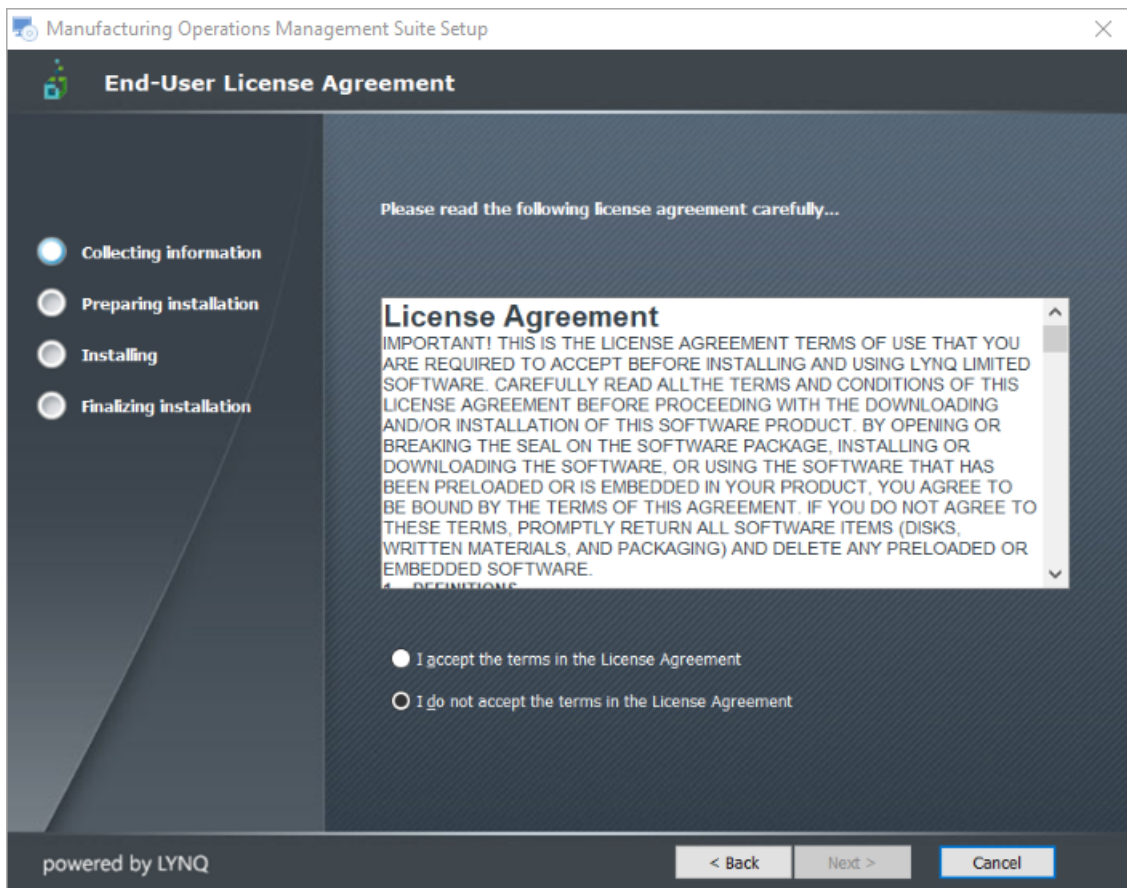 Manufacturing Operations Management Suite Setup
End-User License Agreement
Collecting information
Preparing installation
Installing
Finalizing installation
Please read the following license agreement carefully...
License Agreement
IMPORTANT! THIS IS THE LICENSE AGREEMENT TERMS OF USE THAT YOU
ARE REQUIRED TO ACCEPT BEFORE INSTALLING AND USING LYNQ LIMITED
SOFTWARE. CAREFULLY READ ALLTHE TERMS AND CONDITIONS OF THIS
LICENSE AGREEMENT BEFORE PROCEEDING WITH THE DOWNLOADING
AND/OR INSTALLATION OF THIS SOFTWARE PRODUCT. BY OPENING OR
BREAKING THE SEAL ON THE SOFTWARE PACKAGE, INSTALLING OR
DOWNLOADING THE SOFTWARE, OR USING THE SOFTWARE THAT HAS
BEEN PRELOADED OR IS EMBEDDED IN YOUR PRODUCT, YOU AGREE TO
BE BOUND BY THE TERMS OF THIS AGREEMENT. IF YOU DO NOT AGREE TO
THESE TERMS, PROMPTLY RETURN ALL SOFTWARE ITEMS (DISKS,
WRITTEN MATERIALS, AND PACKAGING) AND DELETE ANY PRELOADED OR
EMBEDDED SOFTWARE.
DEFINITIONS
I accept the terms in the License Agreement
I do not accept the terms in the License Agreement
powered by LYNQ
< Back
Next >
Cancel